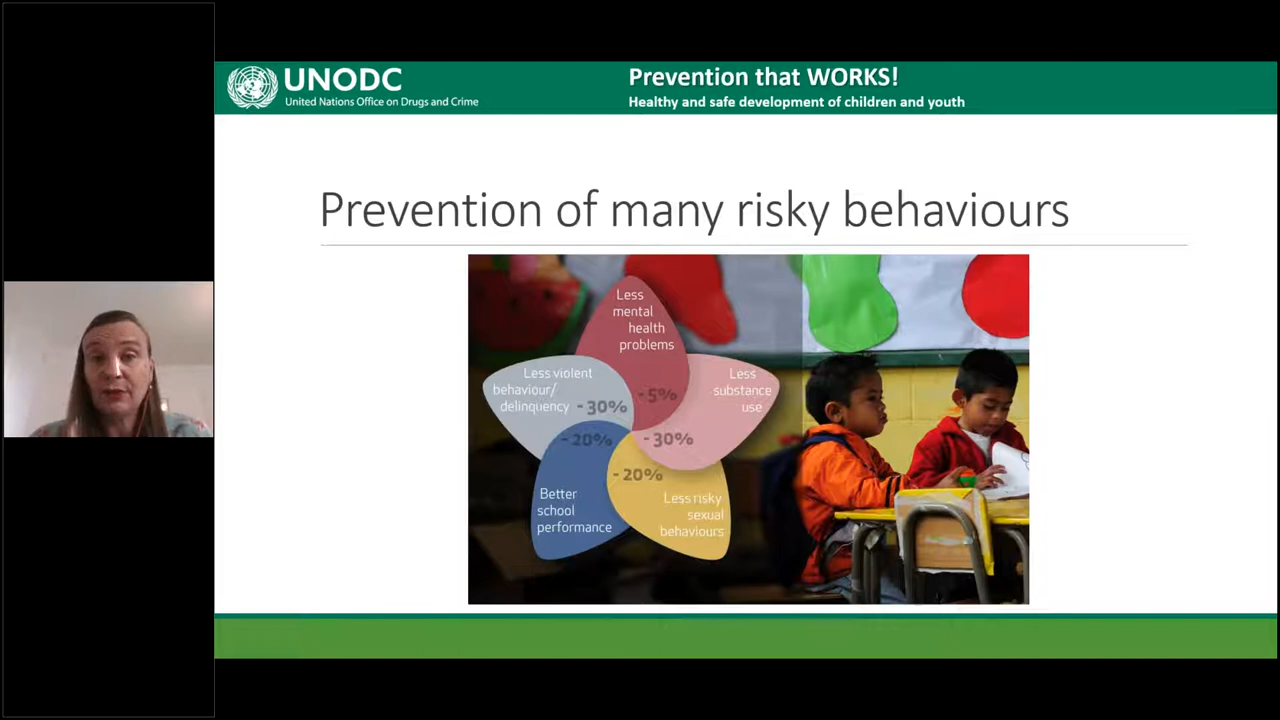 UNODC
United Nations Office on Drugs and Crime
Prevention that WORKS!
Healthy and safe development of children and youth
Prevention of many risky behaviours
Less
mental
health
problems
- 5%
Less violent
behaviour/
delinquency
- 30%
Less
substance
use
- 30%
- 20%
Better
school
performance
- 20%
Less risky
sexual
behaviours